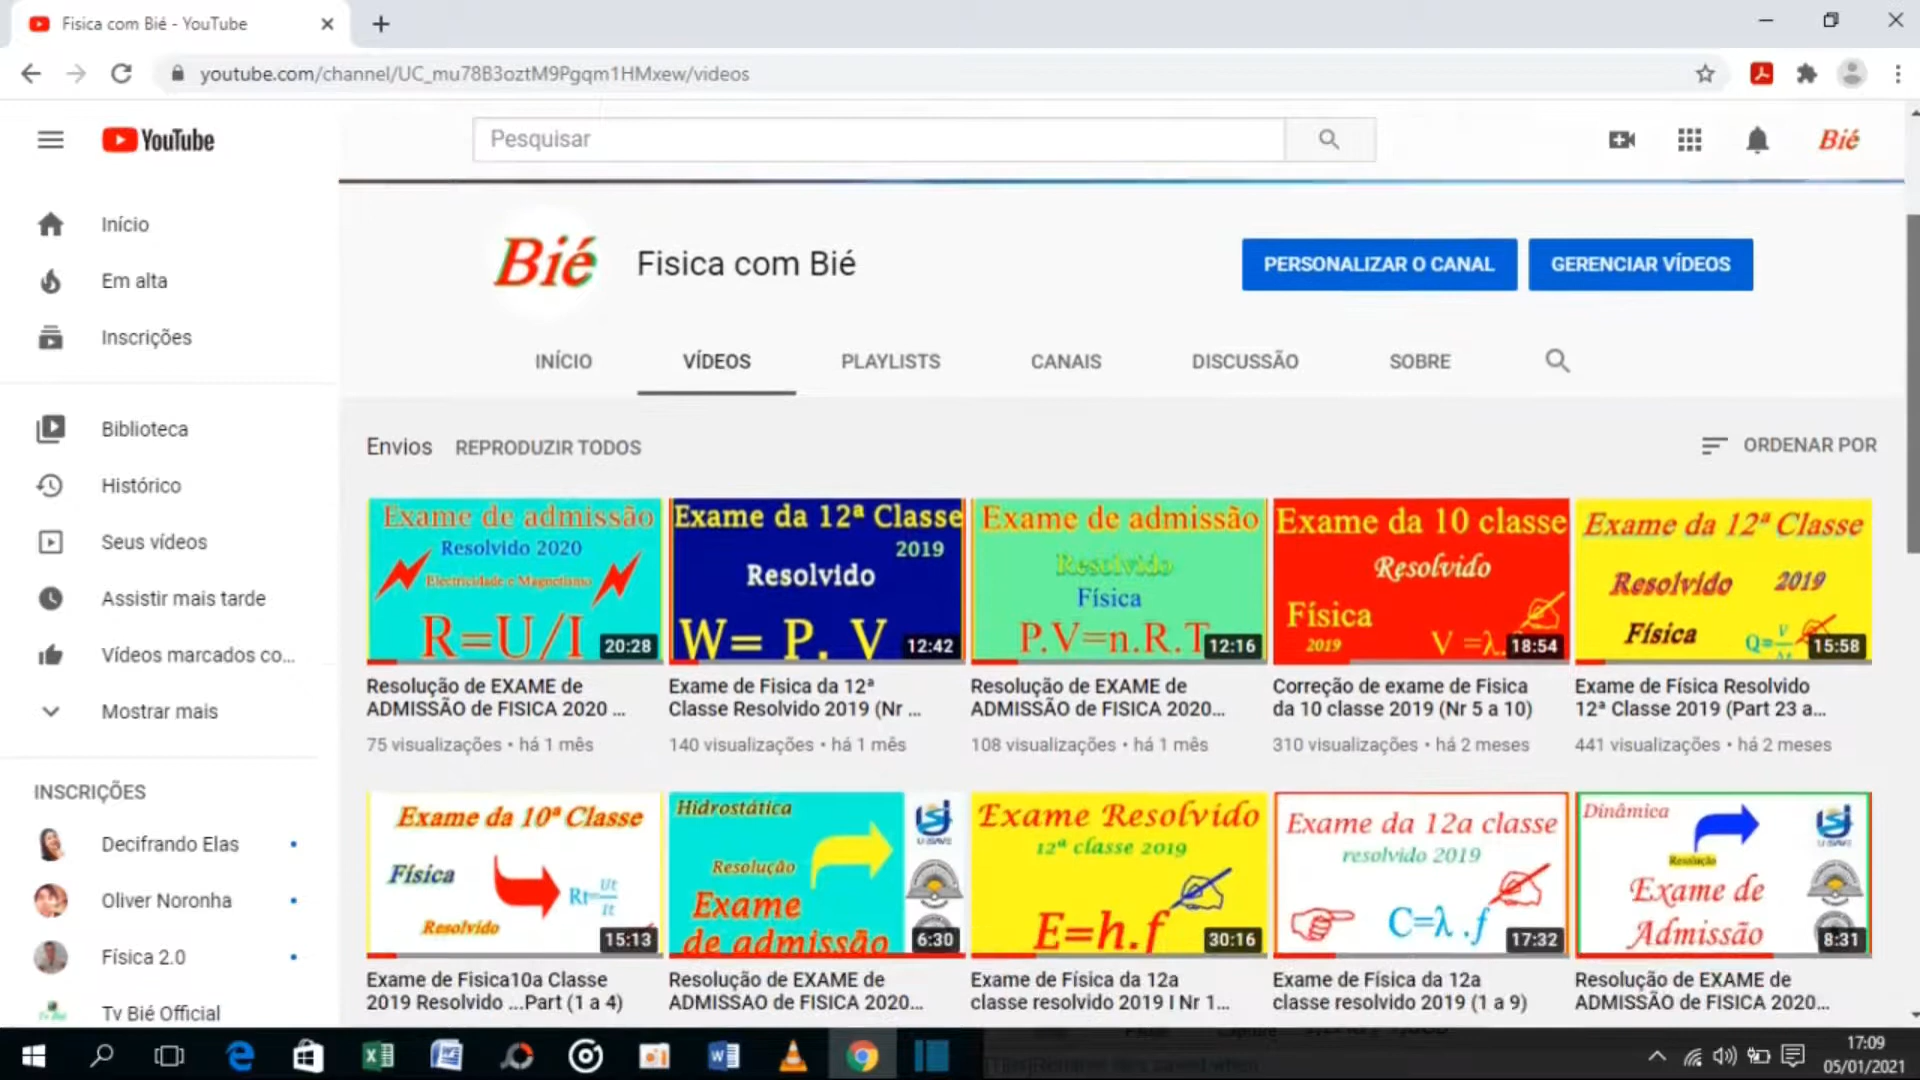 Fisica com Bié - YouTube
youtube.com/channel/UC_mu78B3oztM9Pgqm1HMxew/videos
YouTube
Pesquisar
Bié
Início
Em alta
Inscrições
Biblioteca
Histórico
Seus vídeos
Assistir mais tarde
Vídeos marcados co...
Mostrar mais
INSCRIÇÕES
Decifrando Elas
Oliver Noronha
Física 2.0
Tv Bié Official
Bié
Fisica com Bié
PERSONALIZAR O CANAL
GERENCIAR VÍDEOS
INÍCIO
VÍDEOS
PLAYLISTS
CANAIS
DISCUSSÃO
SOBRE
Envios
REPRODUZIR TODOS
ORDENAR POR
Exame de admissão
Resolvido 2020
Electricidade e Magnetismo
R=U/I
20:28
Resolução de EXAME de
ADMISSÃO de FISICA 2020 ...
75 visualizações • há 1 mês
Exame da 12ª Classe
2019
Resolvido
W= P. V
12:42
Exame de Fisica da 12ª
Classe Resolvido 2019 (Nr ...
140 visualizações • há 1 mês
Exame de admissão
Resolvido
Física
P.V=n.R.T
12:16
Resolução de EXAME de
ADMISSÃO de FISICA 2020...
108 visualizações • há 1 mês
Exame da 10 classe
Resolvido
Física
2019
V =λ.
18:54
Correção de exame de Fisica
da 10 classe 2019 (Nr 5 a 10)
310 visualizações • há 2 meses
Exame da 12ª Classe
Resolvido 2019
Física
Q=V/Δt
15:58
Exame de Física Resolvido
12ª Classe 2019 (Part 23 a...
441 visualizações • há 2 meses
Exame da 10ª Classe
Física
Rt=Ut/It
Resolvido
15:13
Exame de Fisica10a Classe
2019 Resolvido ...Part (1 a 4)
Hidrostática
Resolução
Exame
de admissão
6:30
Resolução de EXAME de
ADMISSAO de FISICA 2020...
Exame Resolvido
12ª classe 2019
E=h.f
30:16
Exame de Física da 12a
classe resolvido 2019 I Nr 1...
Exame da 12a classe
resolvido 2019
C=λ.f
17:32
Exame de Física da 12a
classe resolvido 2019 (1 a 9)
Dinâmica
Resolução
Exame de
Admissão
8:31
Resolução de EXAME de
ADMISSÃO de FISICA 2020...
17:09
05/01/2021